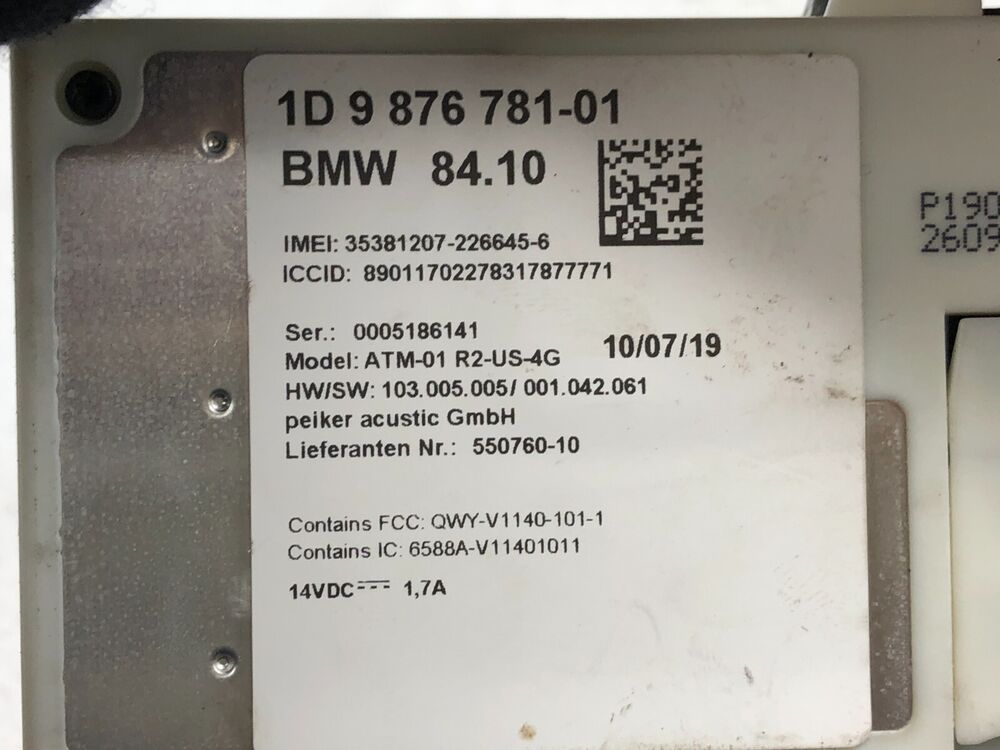 1D 9 876 781-01
BMW 84.10
IMEI: 35381207-226645-6
ICCID: 89011702278317877771
Ser.: 0005186141
10/07/19
Model: ATM-01 R2-US-4G
HW/SW: 103.005.005/ 001.042.061
peiker acustic GmbH
Lieferanten Nr.: 550760-10
Contains FCC: QWY-V1140-101-1
Contains IC: 6588A-V11401011
14VDC 1,7A
P190
2609